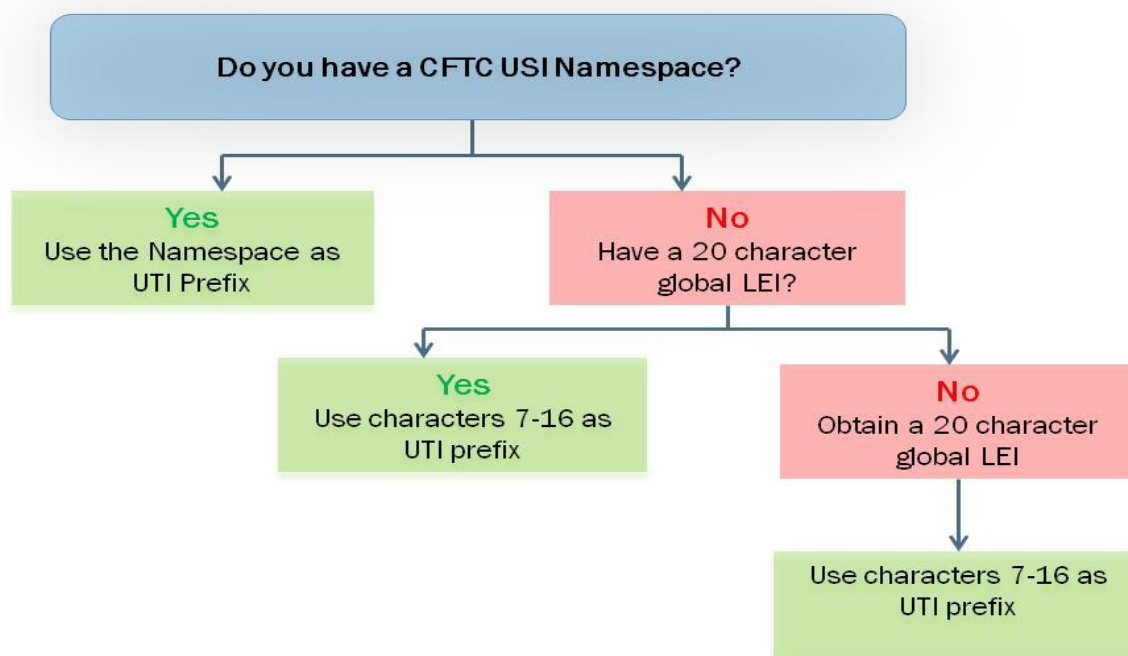 Do you have a CFTC USI Namespace?
Yes
Use the Namespace as
UTI Prefix
No
Have a 20 character
global LEI?
Yes
Use characters 7-16 as
UTI prefix
No
Obtain a 20 character
global LEI
Use characters 7-16 as
UTI prefix